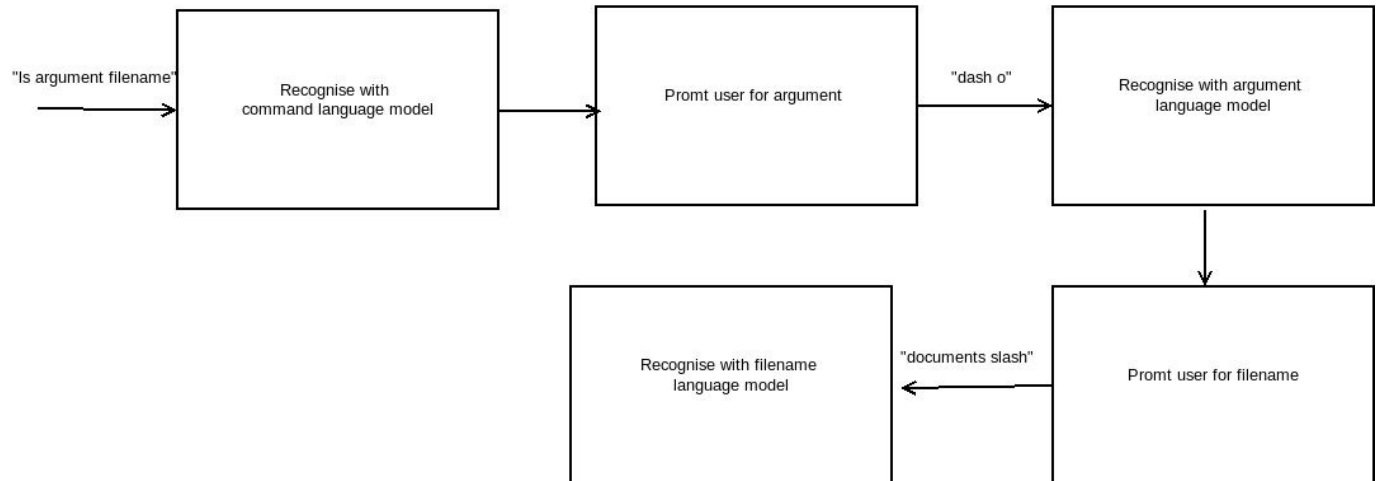 "ls argument filename"
Recognise with
command language model
Promt user for argument
"dash o"
Recognise with argument
language model
Recognise with filename
language model
"documents slash"
Promt user for filename